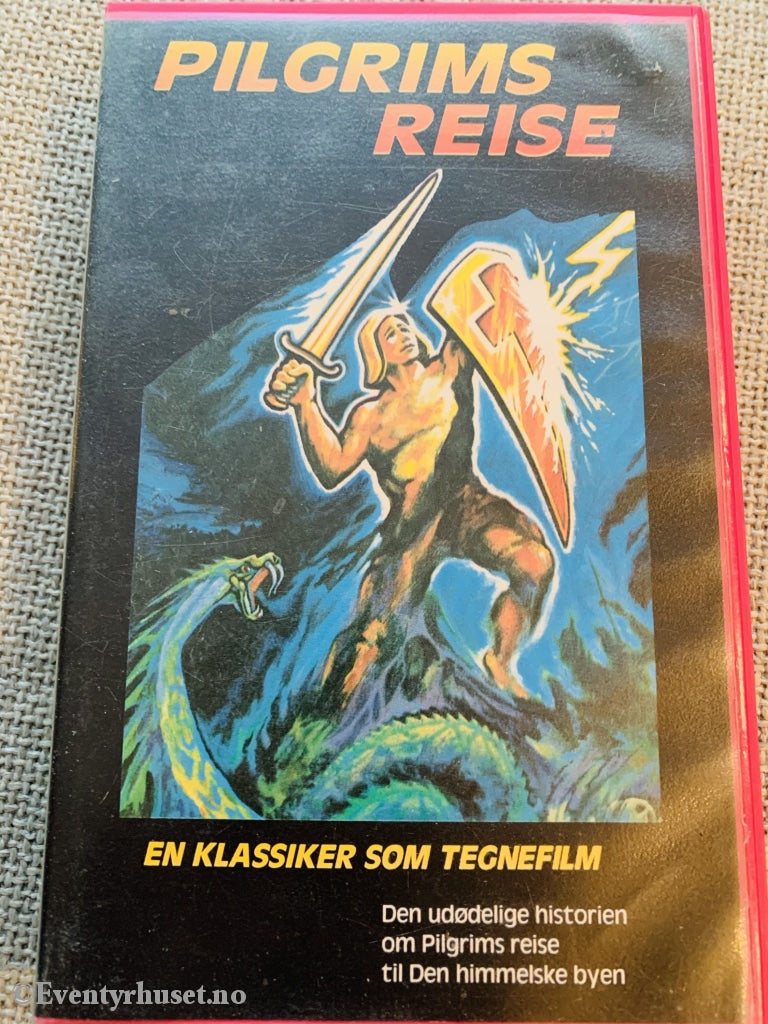 PILGRIMS
REISE
EN KLASSIKER SOM TEGNEFILM
Den udødelige historien
om Pilgrims reise
til Den himmelske byen
©Eventyrhuset.no